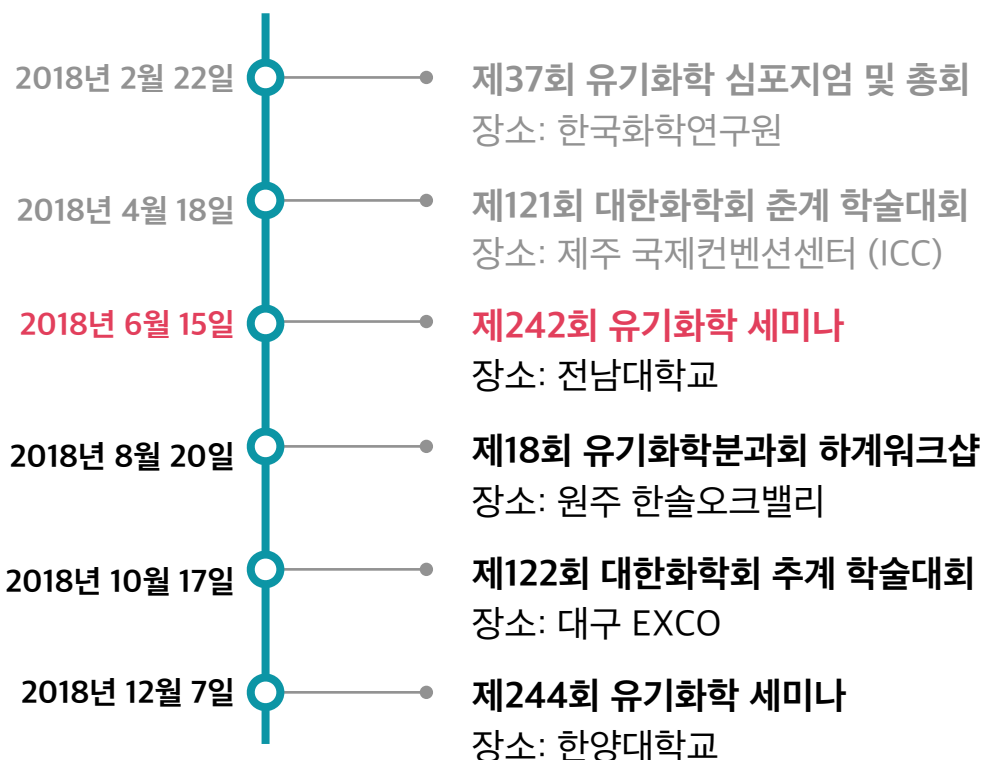 2018년 2월 22일
제37회 유기화학 심포지엄 및 총회
장소: 한국화학연구원
2018년 4월 18일
제121회 대한화학회 춘계 학술대회
장소: 제주 국제컨벤션센터 (ICC)
2018년 6월 15일
제242회 유기화학 세미나
장소: 전남대학교
2018년 8월 20일
제18회 유기화학분과회 하계워크샵
장소: 원주 한솔오크밸리
2018년 10월 17일
제122회 대한화학회 추계 학술대회
장소: 대구 EXCO
2018년 12월 7일
제244회 유기화학 세미나
장소: 한양대학교